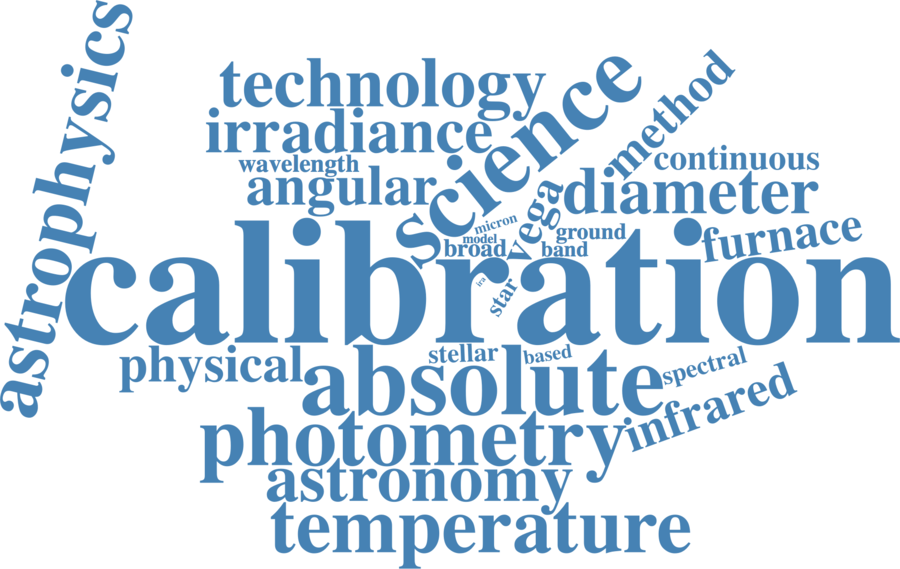 astrophysics
technology
science
method
irradiance
wavelength
continuous
angular
diameter
vega
micron
model
broad
ground
band
furnace
calibration
ira
star
physical
stellar
based
absolute
spectral
infrared
photometry
astronomy
temperature